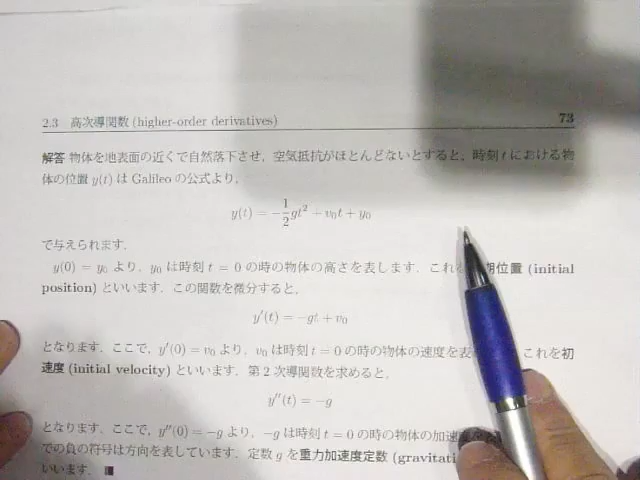 2.3 高次導関数 (higher-order derivatives) 73
解答 物体を地表面の近くで自然落下させ，空気抵抗がほとんどないとすると，時刻 t における物
体の位置 y(t) は Galileo の公式より，
y(t) = −1/2 gt² + v₀t + y₀
で与えられます．
y(0) = y₀ より，y₀ は時刻 t = 0 の時の物体の高さを表します．これ 期位置 (initial
position) といいます．この関数を微分すると，
y′(t) = −gt + v₀
となります．ここで，y′(0) = v₀ より，v₀ は時刻 t = 0 の時の物体の速度を表 これを初
速度 (initial velocity) といいます．第 2 次導関数を求めると，
y′′(t) = −g
となります．ここで，y′′(0) = −g より，−g は時刻 t = 0 の時の物体の加速度を
での負の符号は方向を表しています．定数 g を重力加速度定数 (gravitati
いいます． ■